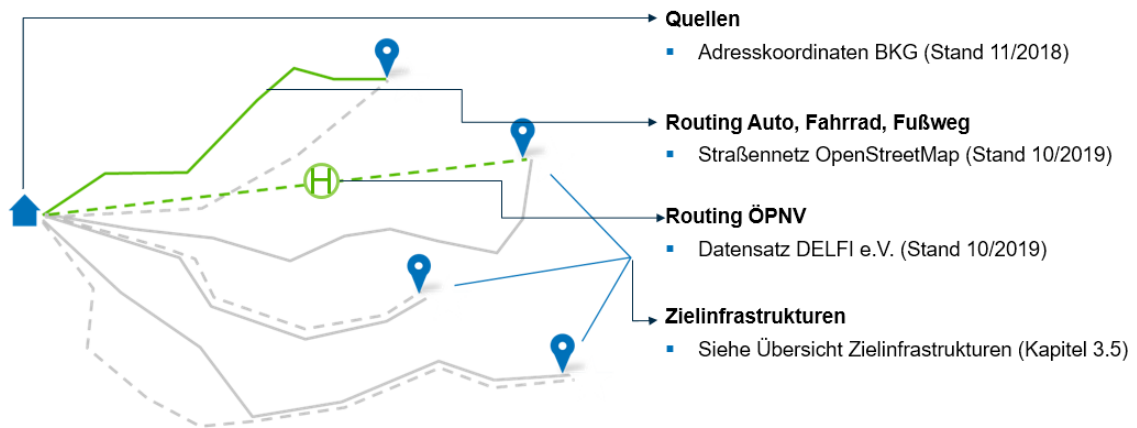 Quellen
▪ Adresskoordinaten BKG (Stand 11/2018)
Routing Auto, Fahrrad, Fußweg
▪ Straßennetz OpenStreetMap (Stand 10/2019)
H
Routing ÖPNV
▪ Datensatz DELFI e.V. (Stand 10/2019)
Zielinfrastrukturen
▪ Siehe Übersicht Zielinfrastrukturen (Kapitel 3.5)